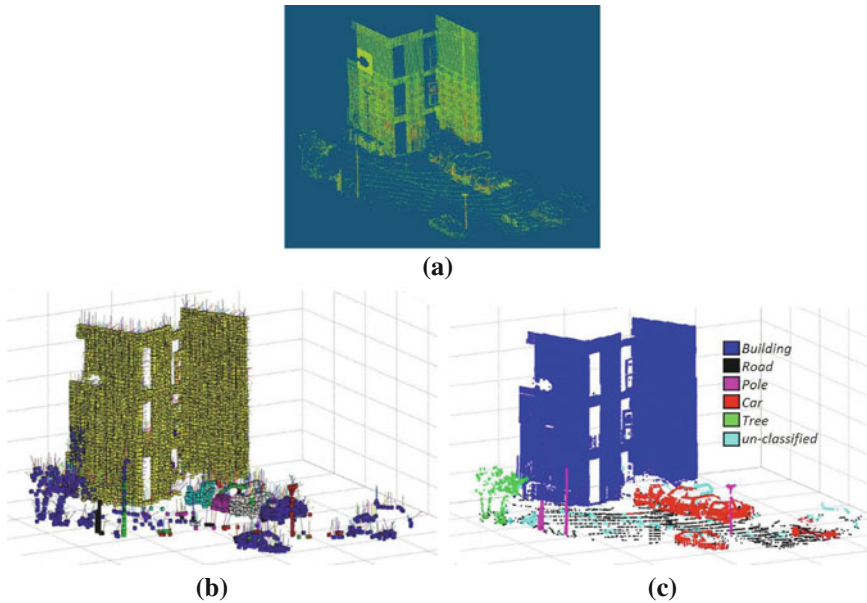 (a)
Building
Road
Pole
Car
Tree
un-classified
(b)
(c)